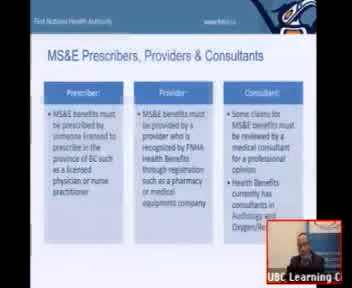 First Nations Health Authority
MS&E Prescribers, Providers & Consultants
Prescriber:
• MS&E benefits must
be prescribed by
someone licensed to
prescribe in the
province of BC such
as a licensed
physician or nurse
practitioner
Provider:
• MS&E benefits must
be provided by a
provider who is
recognized by FNHA
Health Benefits
through registration
such as a pharmacy
or medical
equipment company
Consultant:
• Some claims for
MS&E benefits must
be reviewed by a
medical consultant
for a professional
opinion
• Health Benefits
currently has
consultants in
Audiology and
UBC Learning